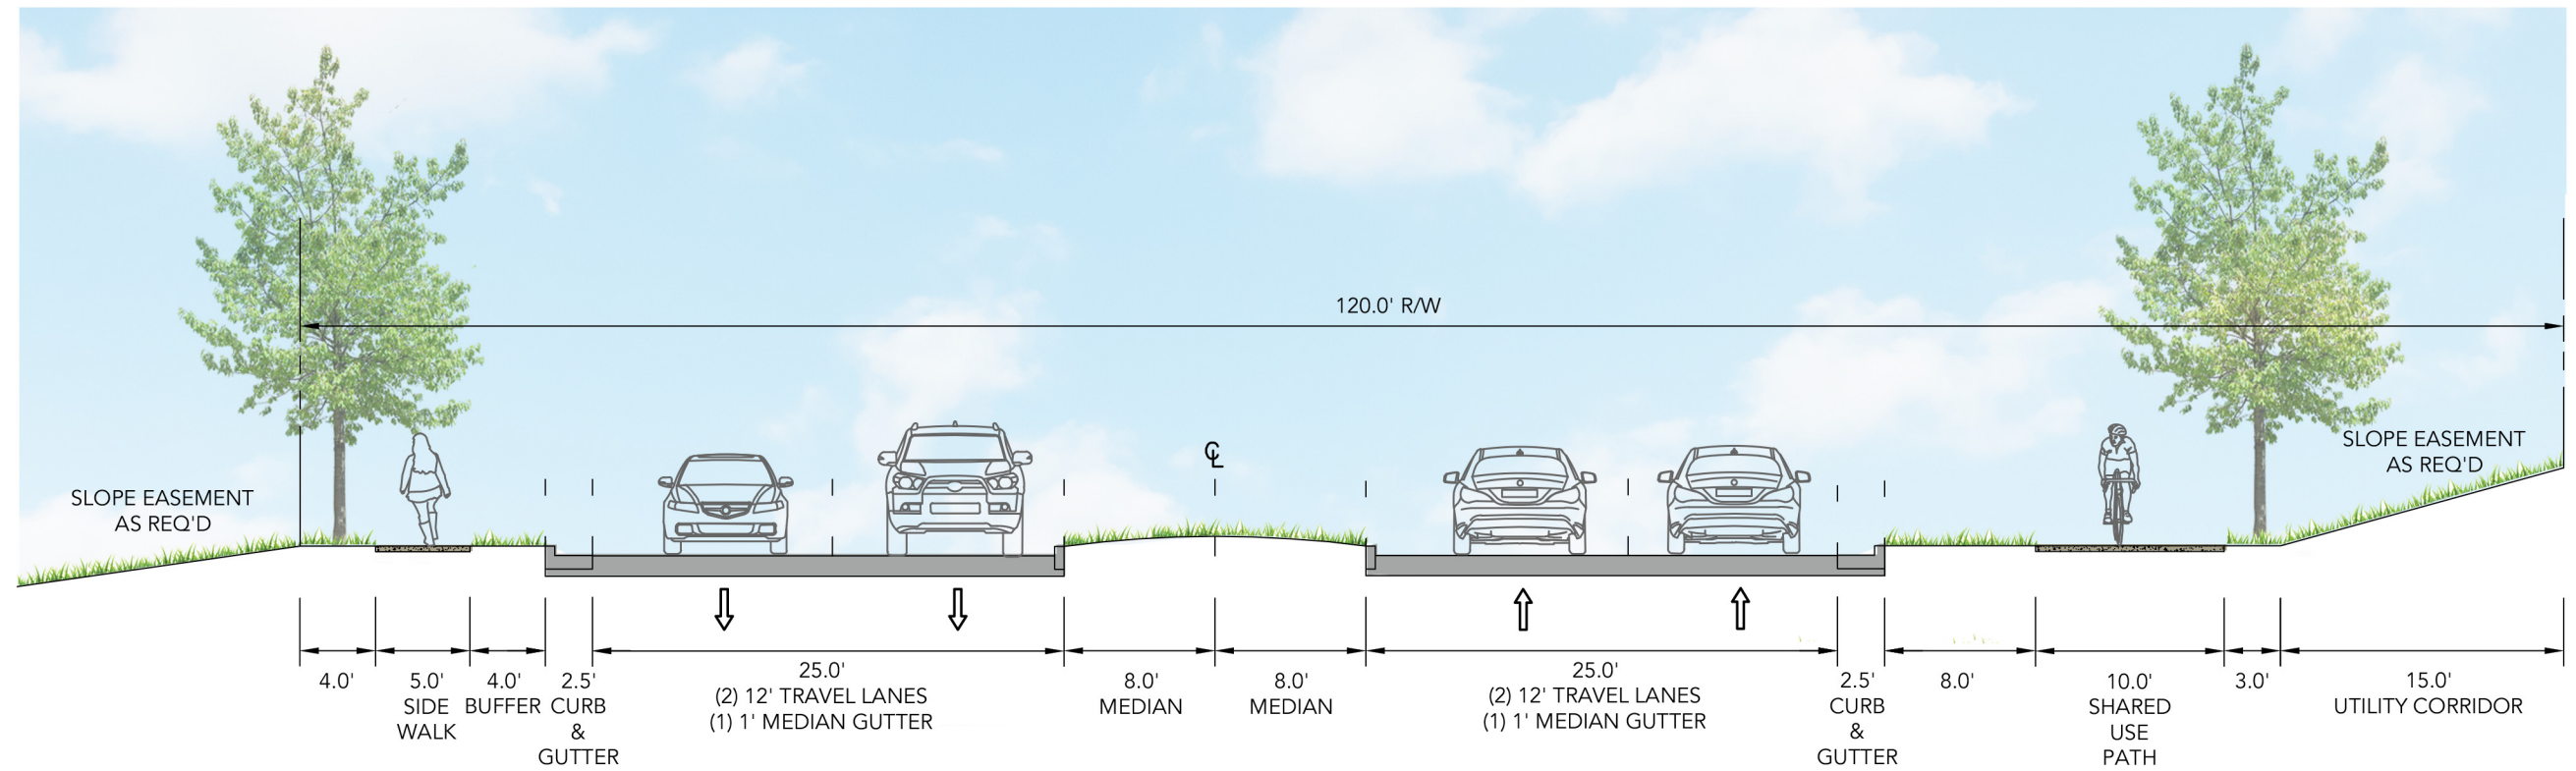 120.0' R/W
℄
SLOPE EASEMENT
AS REQ'D
SLOPE EASEMENT
AS REQ'D
4.0'
5.0'
SIDE
WALK
4.0'
BUFFER
2.5'
CURB
&
GUTTER
25.0'
(2) 12' TRAVEL LANES
(1) 1' MEDIAN GUTTER
8.0'
MEDIAN
8.0'
MEDIAN
25.0'
(2) 12' TRAVEL LANES
(1) 1' MEDIAN GUTTER
2.5'
CURB
&
GUTTER
8.0'
10.0'
SHARED
USE
PATH
3.0'
15.0'
UTILITY CORRIDOR